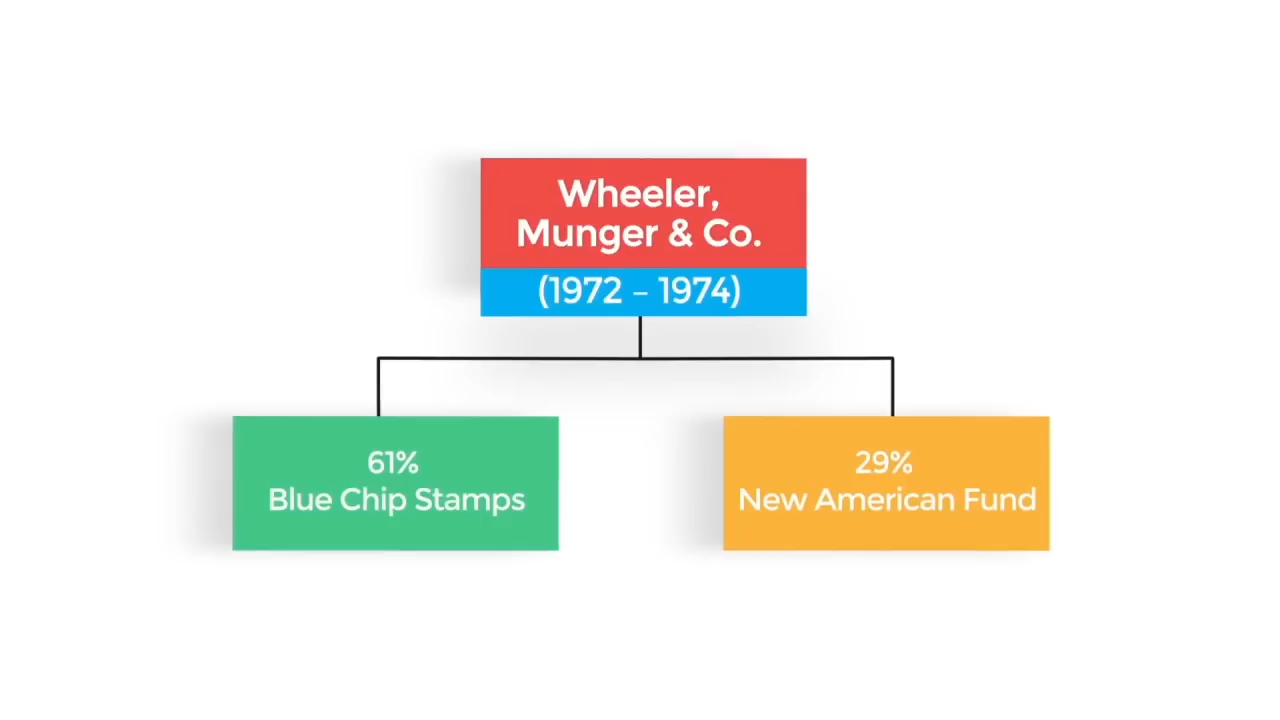 Wheeler,
Munger & Co.
(1972 – 1974)
61%
Blue Chip Stamps
29%
New American Fund